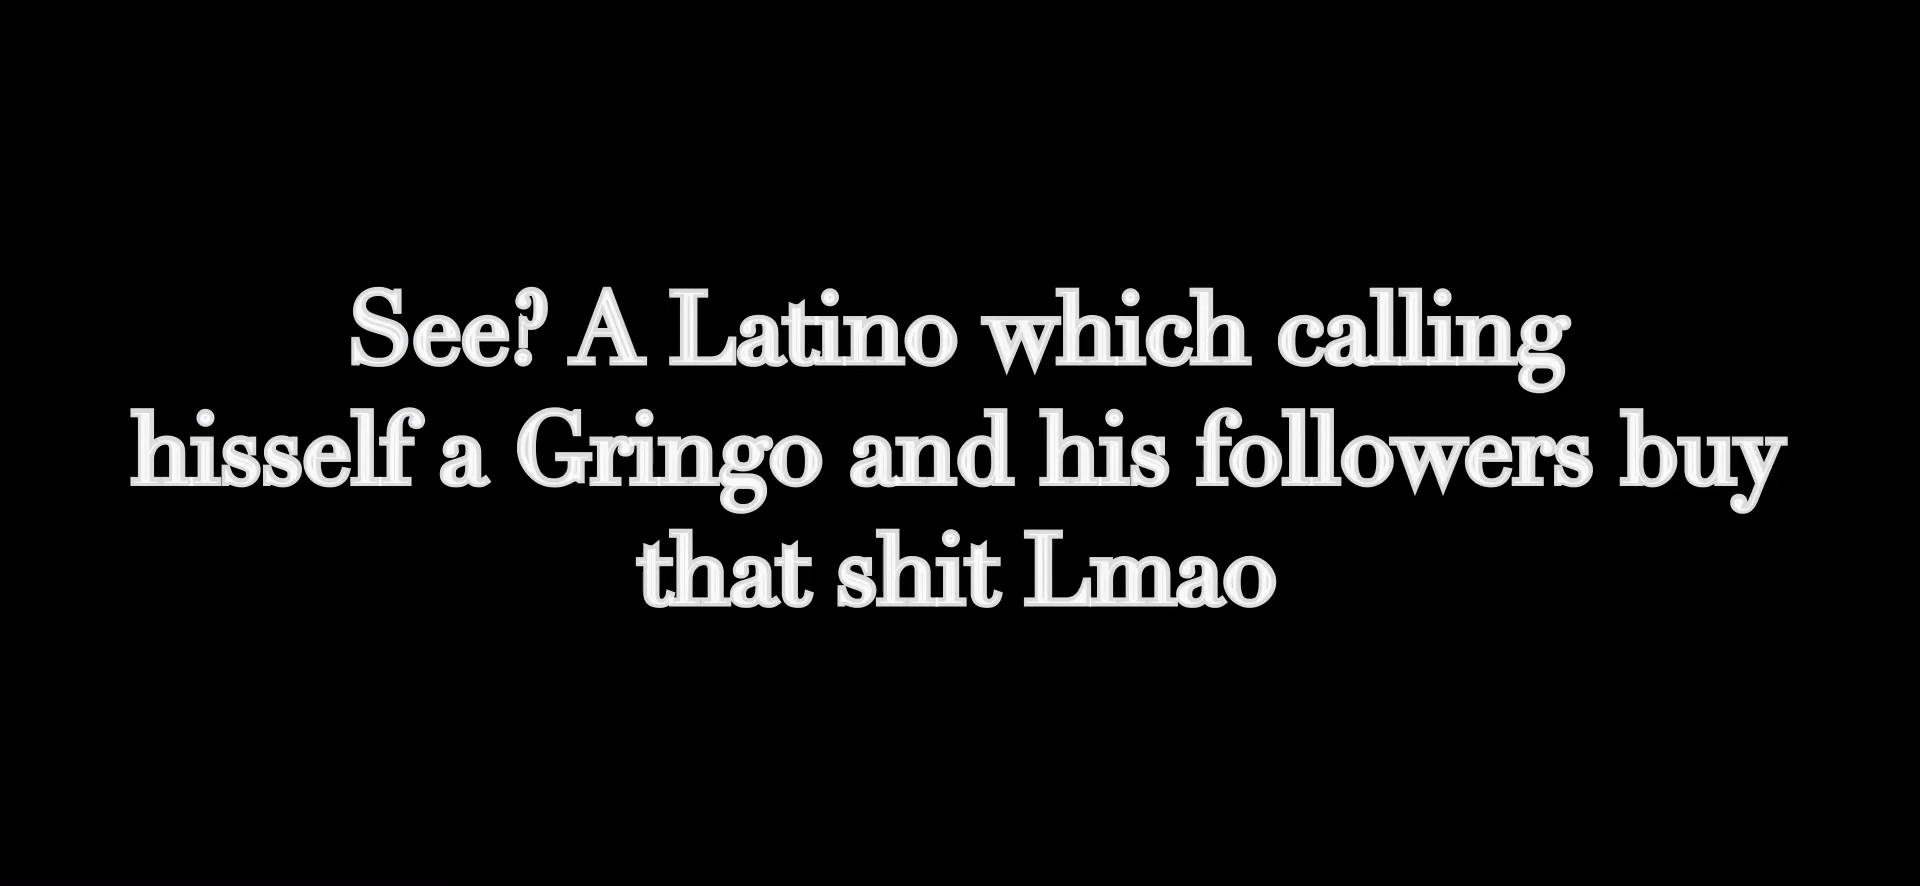 See? A Latino which calling
hisself a Gringo and his followers buy
that shit Lmao